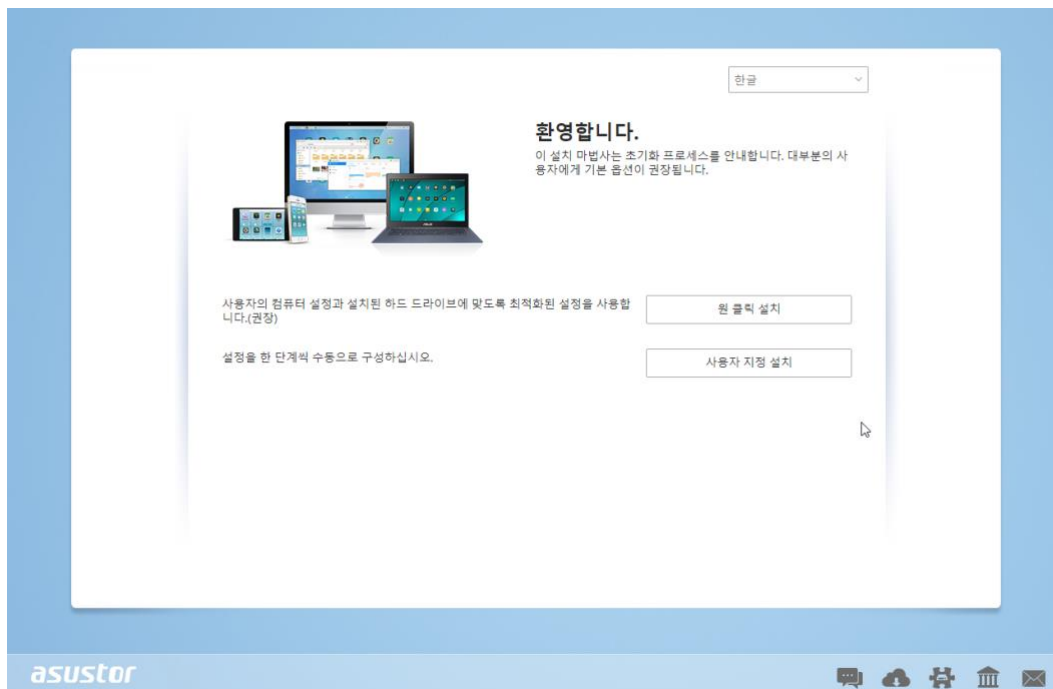 한글
환영합니다.
이 설치 마법사는 초기화 프로세스를 안내합니다. 대부분의 사
용자에게 기본 옵션이 권장됩니다.
사용자의 컴퓨터 설정과 설치된 하드 드라이브에 맞도록 최적화된 설정을 사용합
니다.(권장)
원 클릭 설치
설정을 한 단계씩 수동으로 구성하십시오.
사용자 지정 설치
asustor